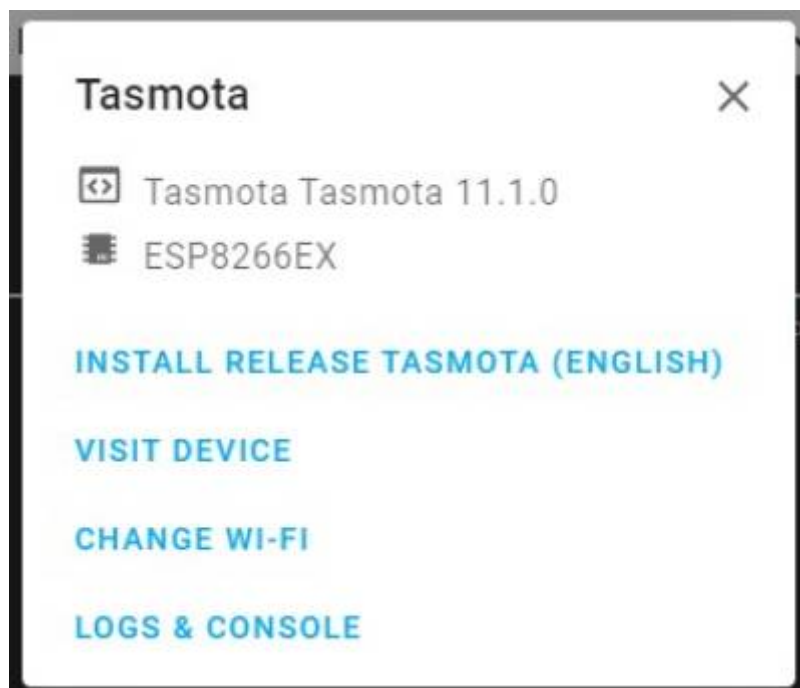 Tasmota
Tasmota Tasmota 11.1.0
ESP8266EX
INSTALL RELEASE TASMOTA (ENGLISH)
VISIT DEVICE
CHANGE WI-FI
LOGS & CONSOLE